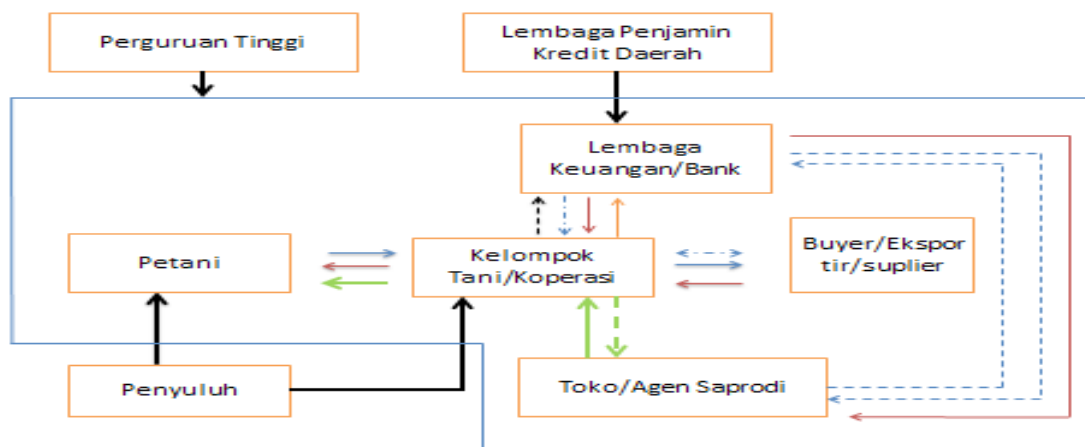 Perguruan Tinggi
Lembaga Penjamin
Kredit Daerah
Lembaga
Keuangan/Bank
Petani
Kelompok
Tani/Koperasi
Buyer/Ekspor
tir/suplier
Penyuluh
Toko/Agen Saprodi